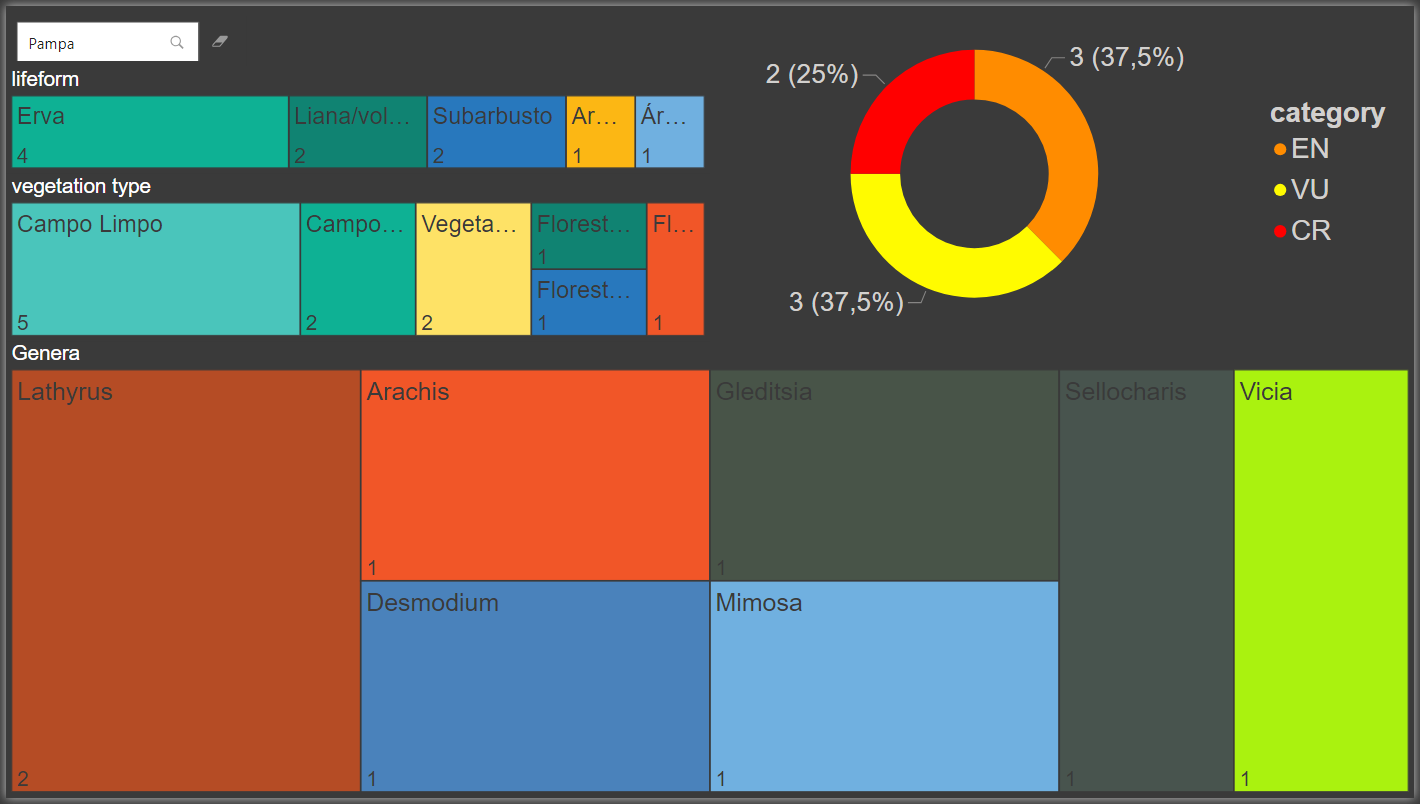 Pampa
lifeform
Erva
4
Liana/vol…
2
Subarbusto
2
Ar…
1
Ár…
1
vegetation type
Campo Limpo
5
Campo…
2
Vegeta…
2
Florest…
1
Florest…
1
Fl…
1
3 (37,5%)
2 (25%)
3 (37,5%)
category
EN
VU
CR
Genera
Lathyrus
2
Arachis
1
Desmodium
1
Gleditsia
1
Mimosa
1
Sellocharis
1
Vicia
1